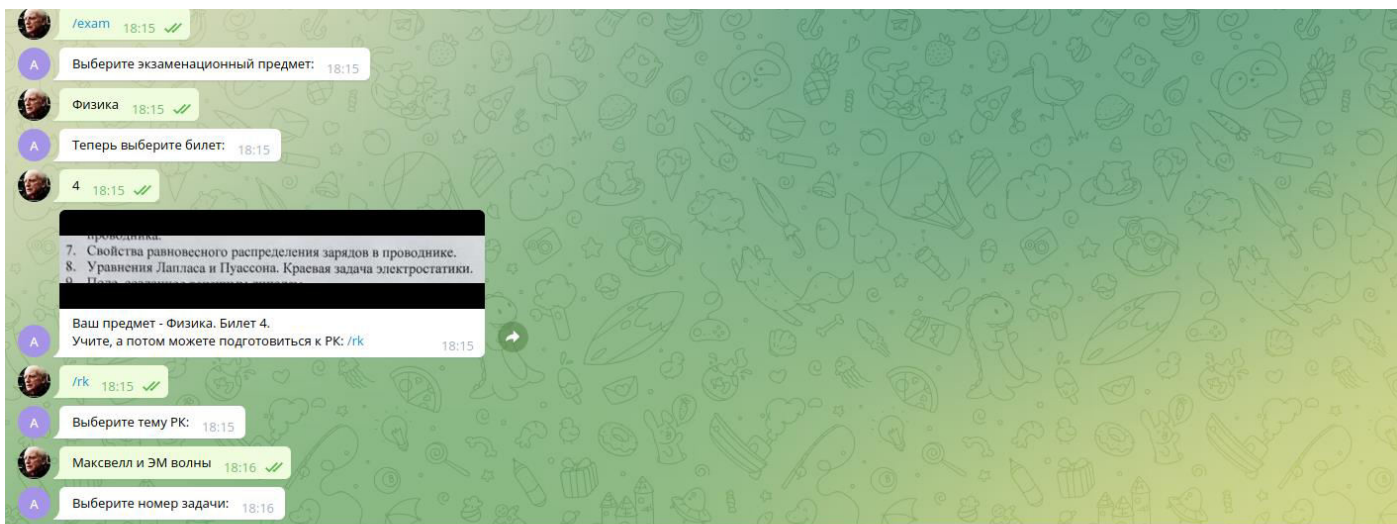 /exam 18:15
A
Выберите экзаменационный предмет: 18:15
Физика 18:15
A
Теперь выберите билет: 18:15
4 18:15
проводника.
7. Свойства равновесного распределения зарядов в проводнике.
8. Уравнения Лапласа и Пуассона. Краевая задача электростатики.
Ваш предмет - Физика. Билет 4.
A
Учите, а потом можете подготовиться к РК: /rk 18:15
/rk 18:15
A
Выберите тему РК: 18:15
Максвелл и ЭМ волны 18:16
A
Выберите номер задачи: 18:16